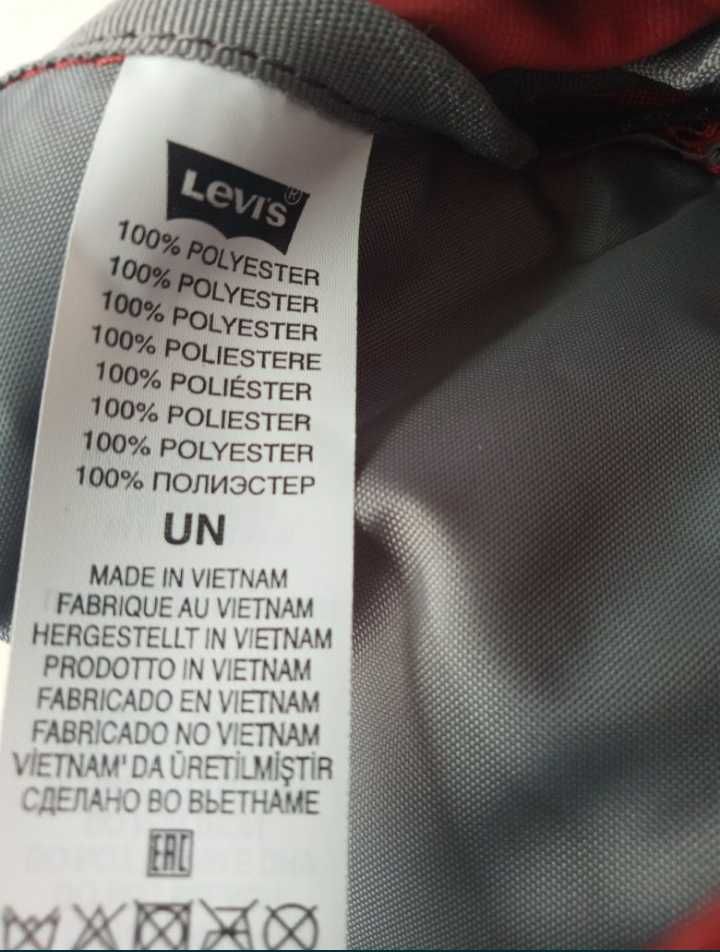 Levi's®
100% POLYESTER
100% POLYESTER
100% POLYESTER
100% POLIESTERE
100% POLIÉSTER
100% POLIESTER
100% POLYESTER
100% ПОЛИЭСТЕР
UN
MADE IN VIETNAM
FABRIQUE AU VIETNAM
HERGESTELLT IN VIETNAM
PRODOTTO IN VIETNAM
FABRICADO EN VIETNAM
FABRICADO NO VIETNAM
VİETNAM' DA ÜRETİLMİŞTİR
СДЕЛАНО ВО ВЬЕТНАМЕ
EAC